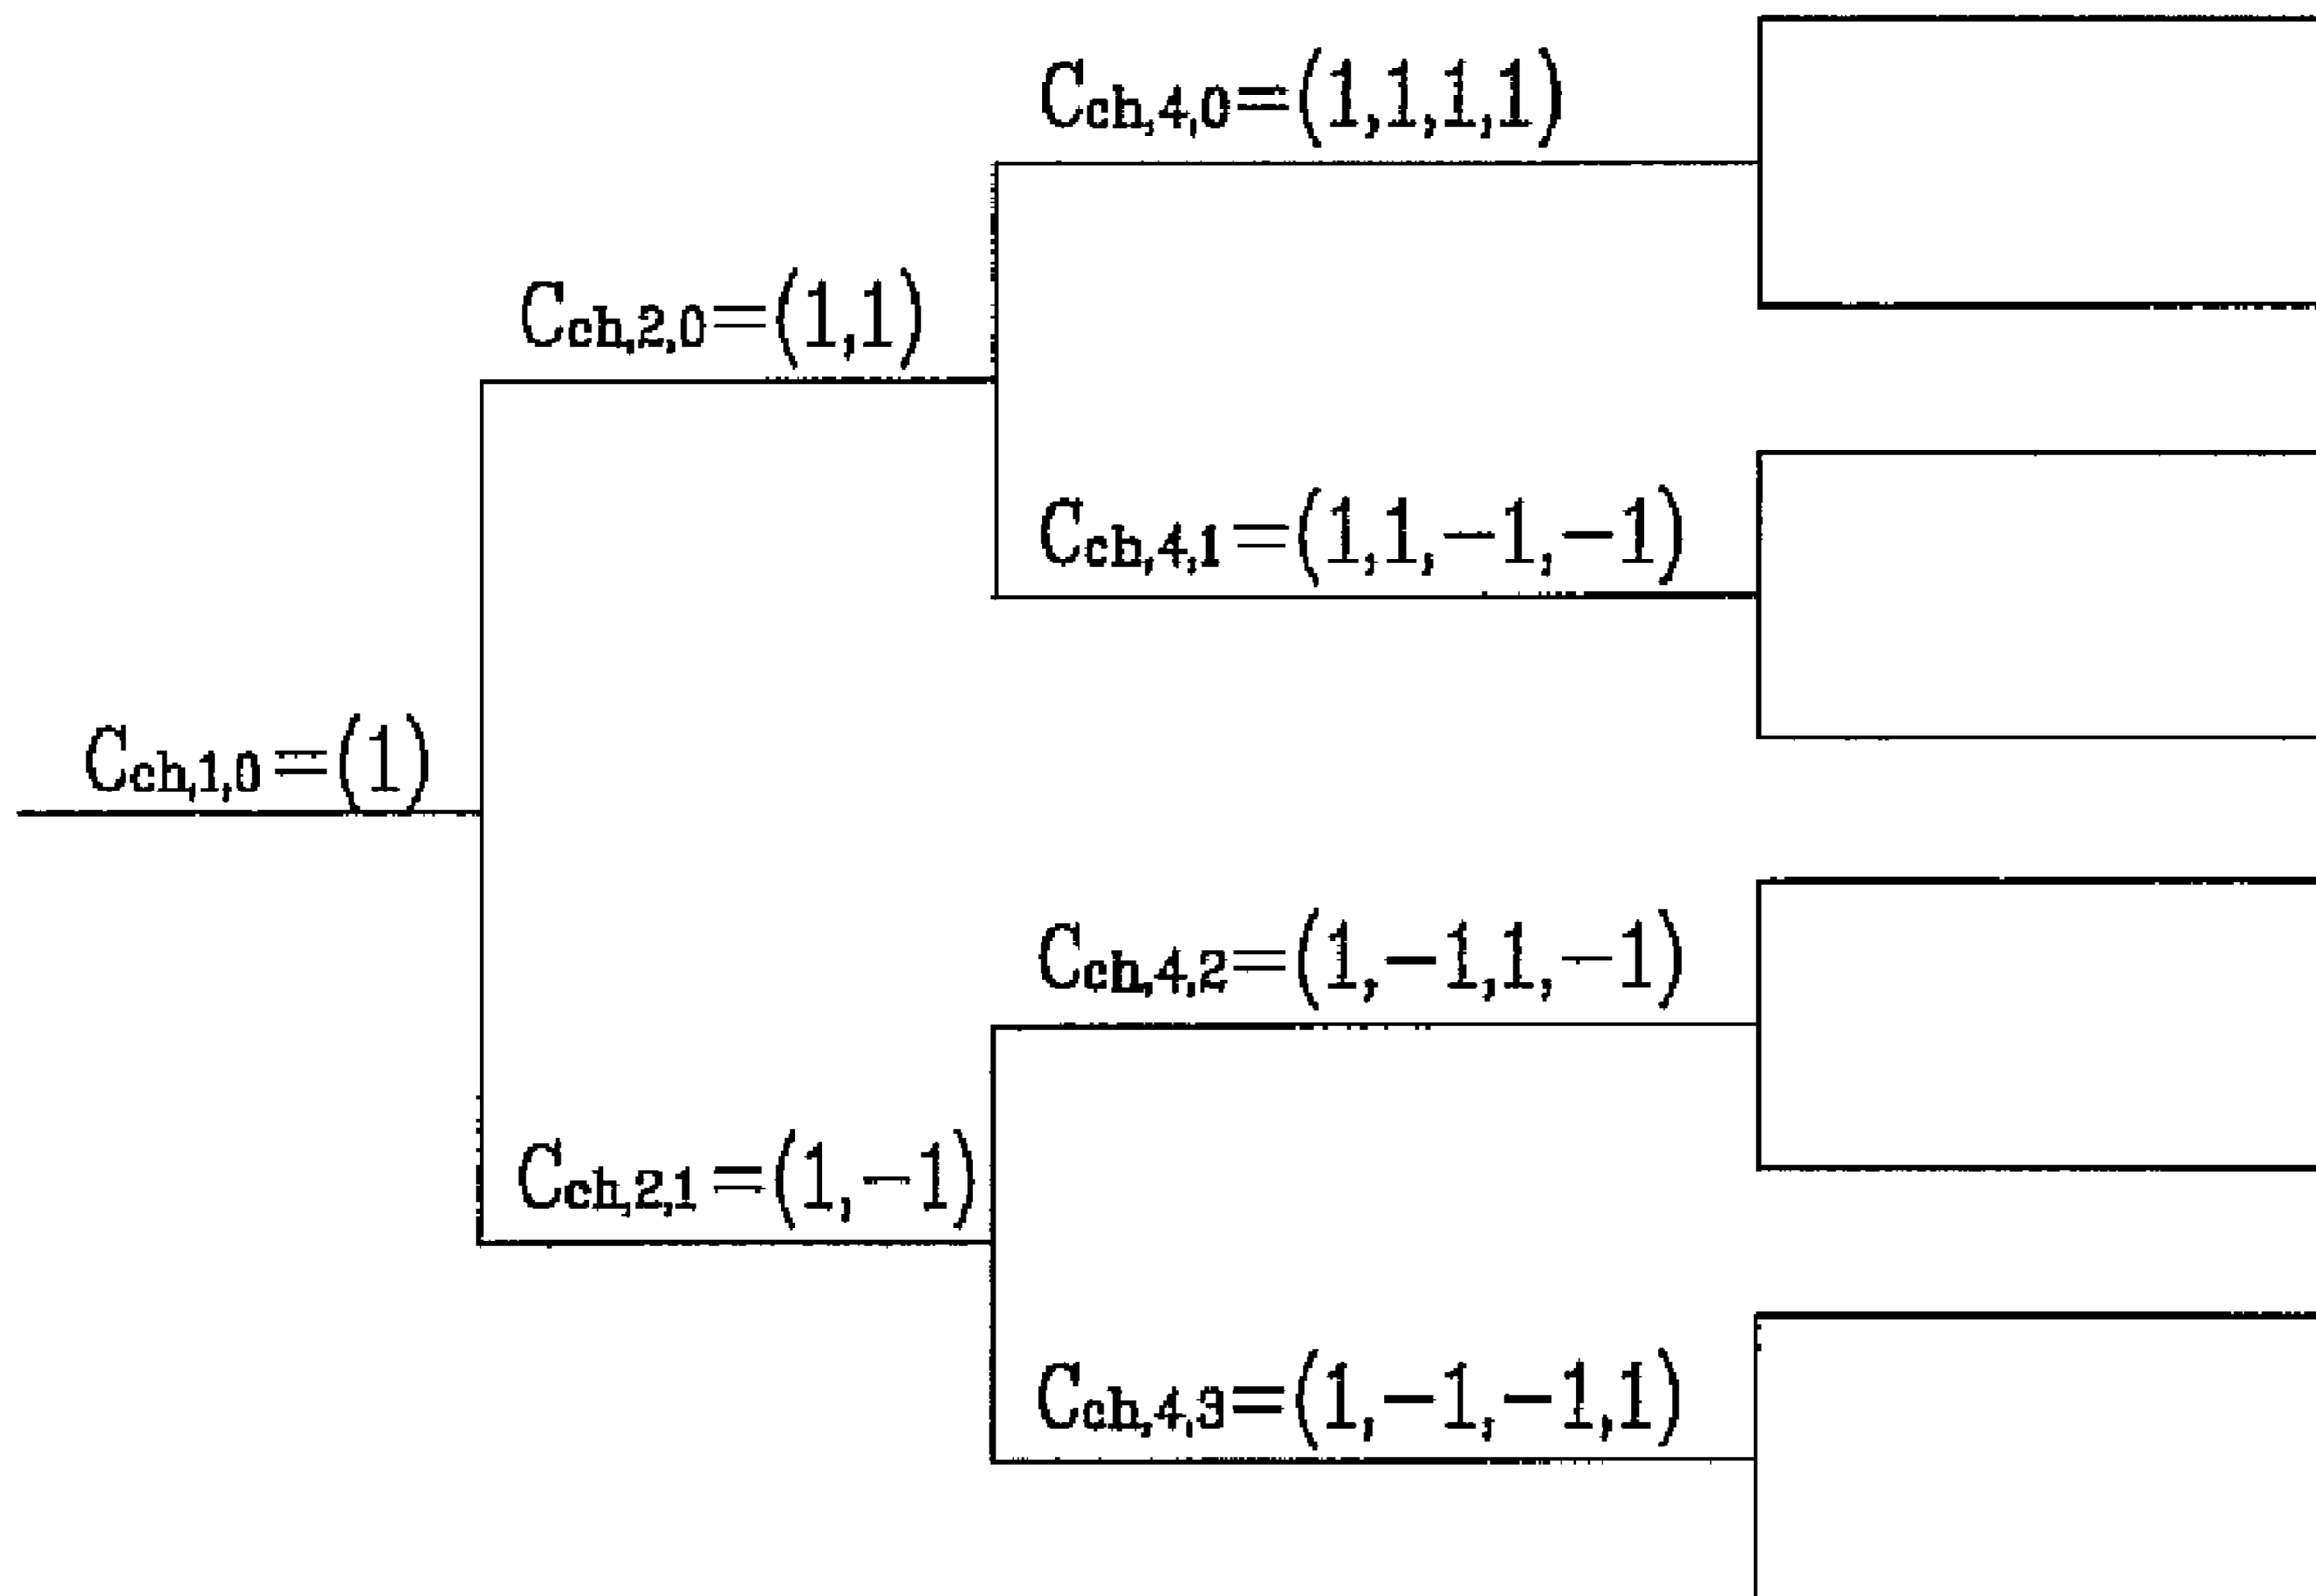 Cch,4,0=(1,1,1,1)
Cch,2,0=(1,1)
Cch,4,1=(1,1,-1,-1)
Cch,1,0=(1)
Cch,4,2=(1,-1,1,-1)
Cch,2,1=(1,-1)
Cch,4,3=(1,-1,-1,1)